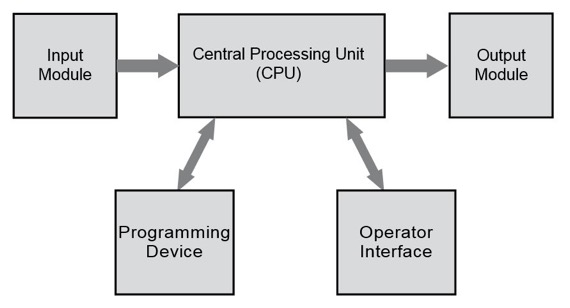 Input
Module
Central Processing Unit
(CPU)
Output
Module
Programming
Device
Operator
Interface